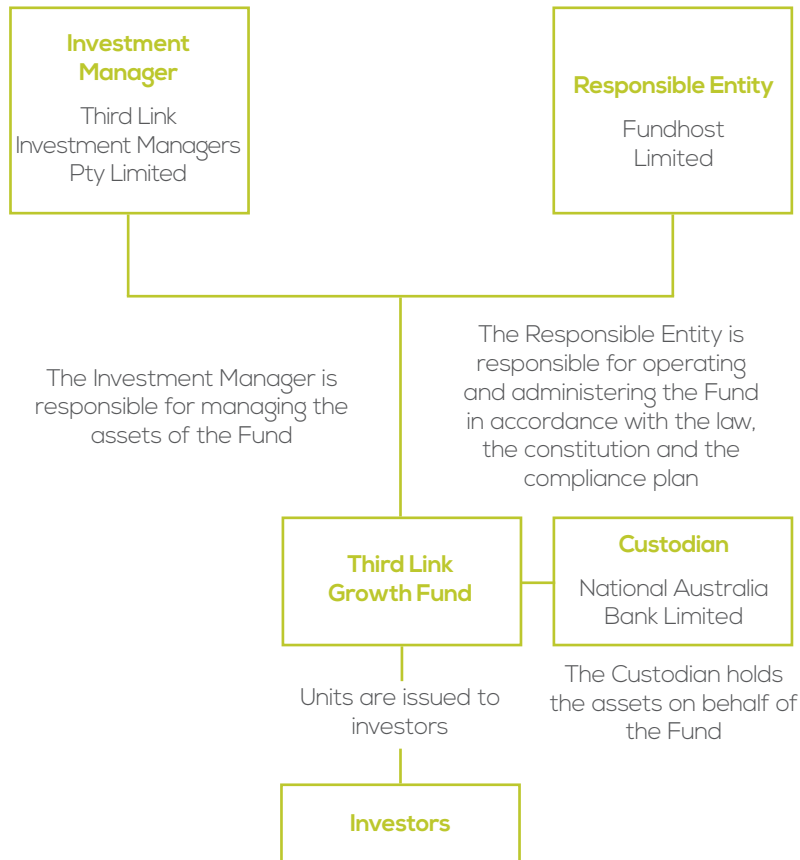 Investment
Manager
Third Link
Investment Managers
Pty Limited
Responsible Entity
Fundhost
Limited
The Investment Manager is
responsible for managing the
assets of the Fund
The Responsible Entity is
responsible for operating
and administering the Fund
in accordance with the law,
the constitution and the
compliance plan
Third Link
Growth Fund
Custodian
National Australia
Bank Limited
The Custodian holds
the assets on behalf of
the Fund
Units are issued to
investors
Investors